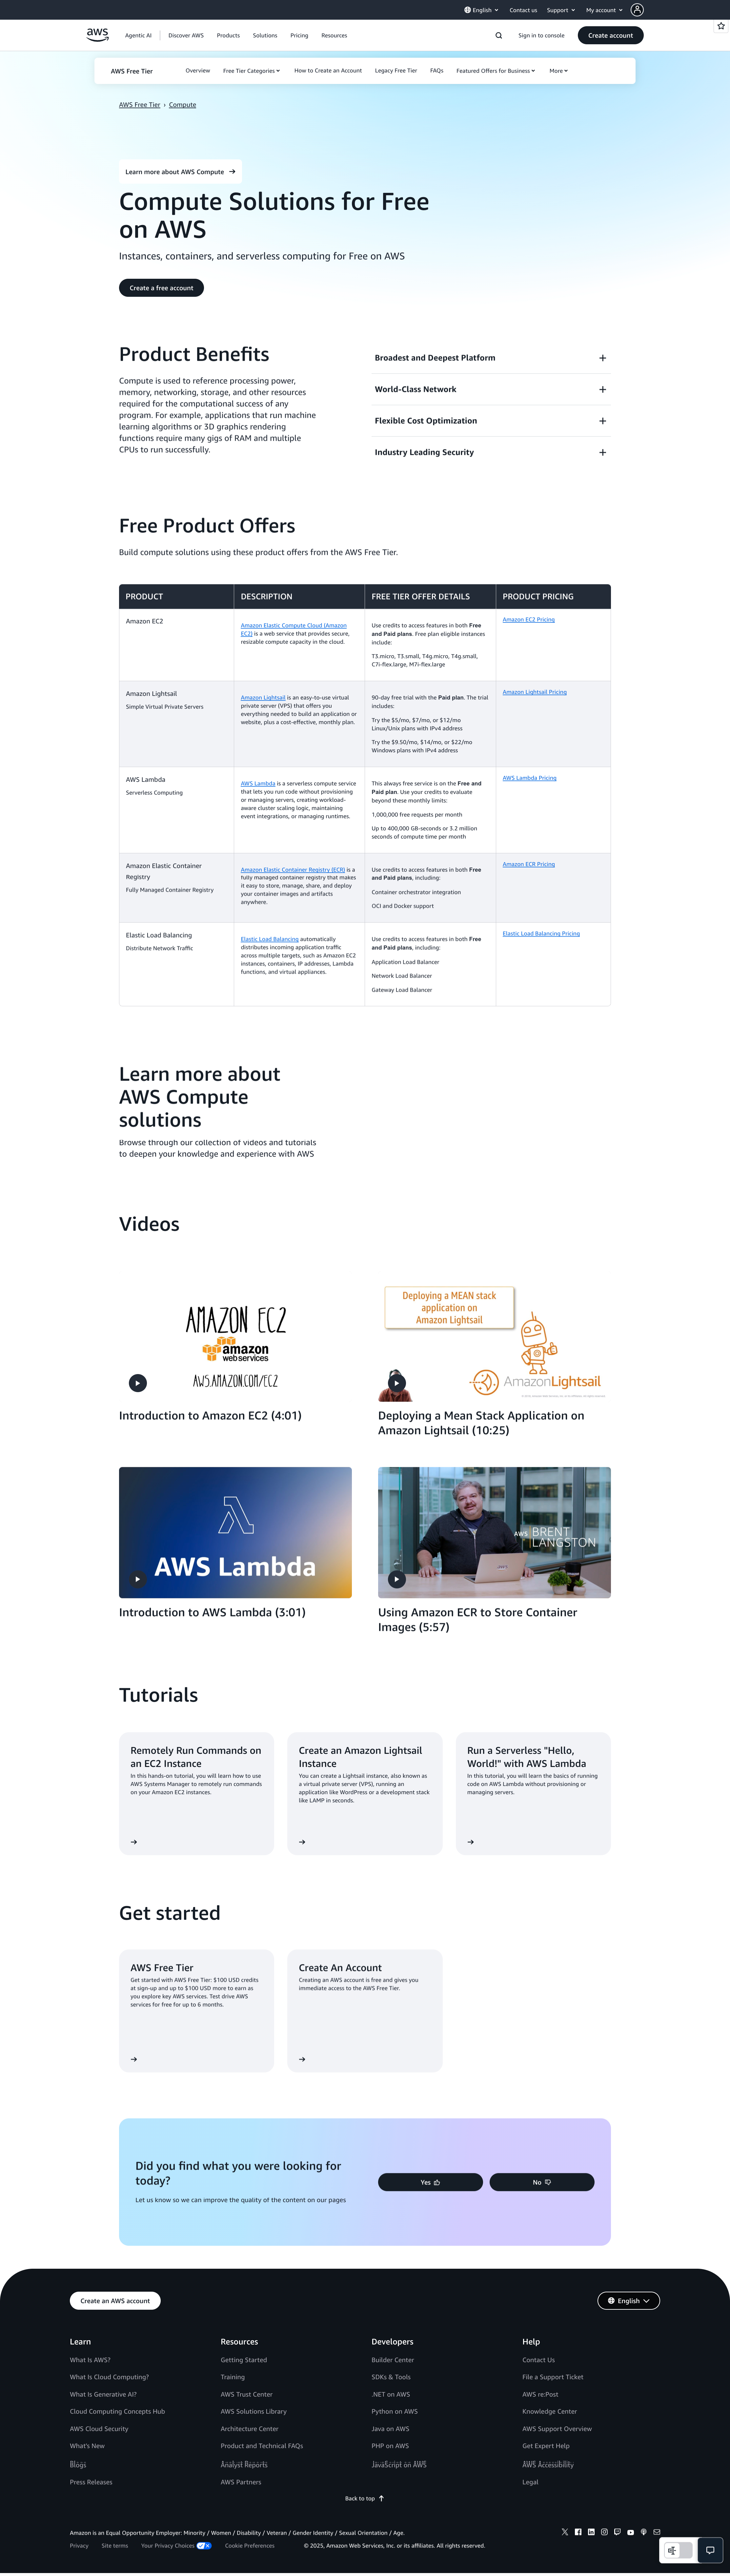 English
Contact us
Support
My account
aws
Agentic AI
Discover AWS
Products
Solutions
Pricing
Resources
Sign in to console
Create account
AWS Free Tier
Overview
Free Tier Categories
How to Create an Account
Legacy Free Tier
FAQs
Featured Offers for Business
More
AWS Free Tier › Compute
Learn more about AWS Compute
Compute Solutions for Free
on AWS
Instances, containers, and serverless computing for Free on AWS
Create a free account
Product Benefits
Compute is used to reference processing power,
memory, networking, storage, and other resources
required for the computational success of any
program. For example, applications that run machine
learning algorithms or 3D graphics rendering
functions require many gigs of RAM and multiple
CPUs to run successfully.
Broadest and Deepest Platform
World-Class Network
Flexible Cost Optimization
Industry Leading Security
Free Product Offers
Build compute solutions using these product offers from the AWS Free Tier.
PRODUCT
DESCRIPTION
FREE TIER OFFER DETAILS
PRODUCT PRICING
Amazon EC2
Amazon Elastic Compute Cloud (Amazon
EC2) is a web service that provides secure,
resizable compute capacity in the cloud.
Use credits to access features in both Free
and Paid plans. Free plan eligible instances
include:
T3.micro, T3.small, T4g.micro, T4g.small,
C7i-flex.large, M7i-flex.large
Amazon EC2 Pricing
Amazon Lightsail
Simple Virtual Private Servers
Amazon Lightsail is an easy-to-use virtual
private server (VPS) that offers you
everything needed to build an application or
website, plus a cost-effective, monthly plan.
90-day free trial with the Paid plan. The trial
includes:
Try the $5/mo, $7/mo, or $12/mo
Linux/Unix plans with IPv4 address
Try the $9.50/mo, $14/mo, or $22/mo
Windows plans with IPv4 address
Amazon Lightsail Pricing
AWS Lambda
Serverless Computing
AWS Lambda is a serverless compute service
that lets you run code without provisioning
or managing servers, creating workload-
aware cluster scaling logic, maintaining
event integrations, or managing runtimes.
This always free service is on the Free and
Paid plan. Use your credits to evaluate
beyond these monthly limits:
1,000,000 free requests per month
Up to 400,000 GB-seconds or 3.2 million
seconds of compute time per month
AWS Lambda Pricing
Amazon Elastic Container
Registry
Fully Managed Container Registry
Amazon Elastic Container Registry (ECR) is a
fully managed container registry that makes
it easy to store, manage, share, and deploy
your container images and artifacts
anywhere.
Use credits to access features in both Free
and Paid plans, including:
Container orchestrator integration
OCI and Docker support
Amazon ECR Pricing
Elastic Load Balancing
Distribute Network Traffic
Elastic Load Balancing automatically
distributes incoming application traffic
across multiple targets, such as Amazon EC2
instances, containers, IP addresses, Lambda
functions, and virtual appliances.
Use credits to access features in both Free
and Paid plans, including:
Application Load Balancer
Network Load Balancer
Gateway Load Balancer
Elastic Load Balancing Pricing
Learn more about
AWS Compute
solutions
Browse through our collection of videos and tutorials
to deepen your knowledge and experience with AWS
Videos
AMAZON EC2
amazon
web services
AWS.AMAZON.COM/EC2
Introduction to Amazon EC2 (4:01)
Deploying a MEAN stack
application on
Amazon Lightsail
AmazonLightsail
Deploying a Mean Stack Application on
Amazon Lightsail (10:25)
AWS Lambda
Introduction to AWS Lambda (3:01)
AWS BRENT
LANGSTON
Using Amazon ECR to Store Container
Images (5:57)
Tutorials
Remotely Run Commands on
an EC2 Instance
In this hands-on tutorial, you will learn how to use
AWS Systems Manager to remotely run commands
on your Amazon EC2 instances.
Create an Amazon Lightsail
Instance
You can create a Lightsail instance, also known as
a virtual private server (VPS), running an
application like WordPress or a development stack
like LAMP in seconds.
Run a Serverless "Hello,
World!" with AWS Lambda
In this tutorial, you will learn the basics of running
code on AWS Lambda without provisioning or
managing servers.
Get started
AWS Free Tier
Get started with AWS Free Tier: $100 USD credits
at sign-up and up to $100 USD more to earn as
you explore key AWS services. Test drive AWS
services for free for up to 6 months.
Create An Account
Creating an AWS account is free and gives you
immediate access to the AWS Free Tier.
Did you find what you were looking for
today?
Let us know so we can improve the quality of the content on our pages
Yes
No
Create an AWS account
English
Learn
What Is AWS?
What Is Cloud Computing?
What Is Generative AI?
Cloud Computing Concepts Hub
AWS Cloud Security
What's New
Blogs
Press Releases
Resources
Getting Started
Training
AWS Trust Center
AWS Solutions Library
Architecture Center
Product and Technical FAQs
Analyst Reports
AWS Partners
Developers
Builder Center
SDKs & Tools
.NET on AWS
Python on AWS
Java on AWS
PHP on AWS
JavaScript on AWS
Help
Contact Us
File a Support Ticket
AWS re:Post
Knowledge Center
AWS Support Overview
Get Expert Help
AWS Accessibility
Legal
Back to top
Amazon is an Equal Opportunity Employer: Minority / Women / Disability / Veteran / Gender Identity / Sexual Orientation / Age.
Privacy
Site terms
Your Privacy Choices
Cookie Preferences
© 2025, Amazon Web Services, Inc. or its affiliates. All rights reserved.